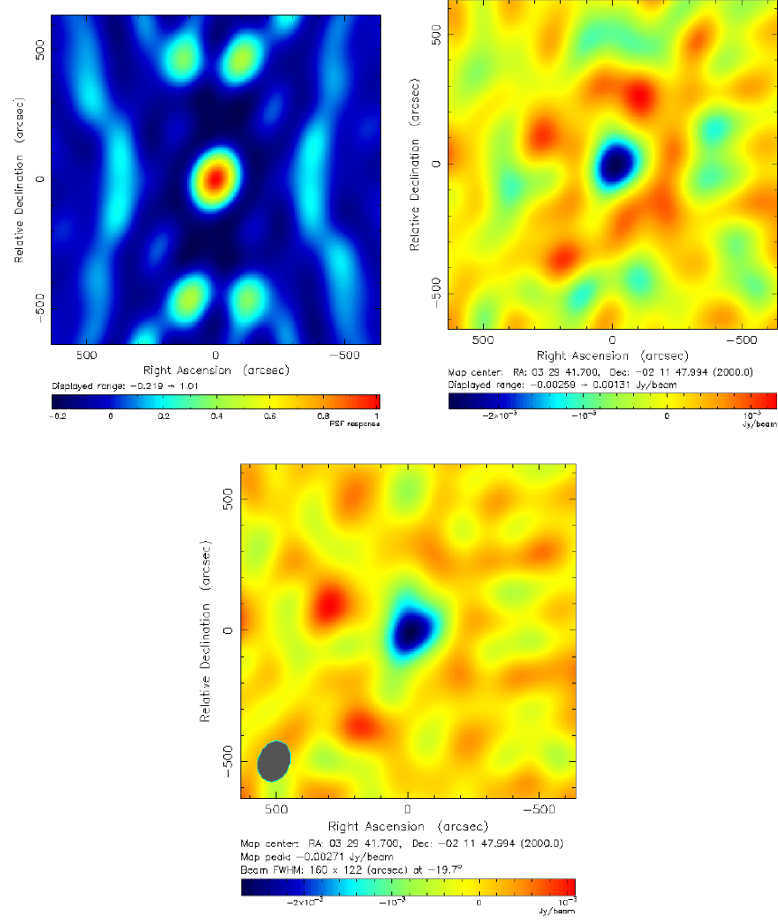 500
0
−500
Relative Declination (arcsec)
500 0 −500
Right Ascension (arcsec)
Displayed range: −0.219 → 1.01
−0.2 0 0.2 0.4 0.6 0.8 1
PSF response
500
0
−500
Relative Declination (arcsec)
500 0 −500
Right Ascension (arcsec)
Map center: RA: 03 29 41.700, Dec: −02 11 47.994 (2000.0)
Displayed range: −0.00259 → 0.00131 Jy/beam
−2×10⁻³ −10⁻³ 0 10⁻³
Jy/beam
500
0
−500
Relative Declination (arcsec)
500 0 −500
Right Ascension (arcsec)
Map center: RA: 03 29 41.700, Dec: −02 11 47.994 (2000.0)
Map peak: −0.00271 Jy/beam
Beam FWHM: 160 x 122 (arcsec) at −19.7°
−2×10⁻³ −10⁻³ 0 10⁻³
Jy/beam